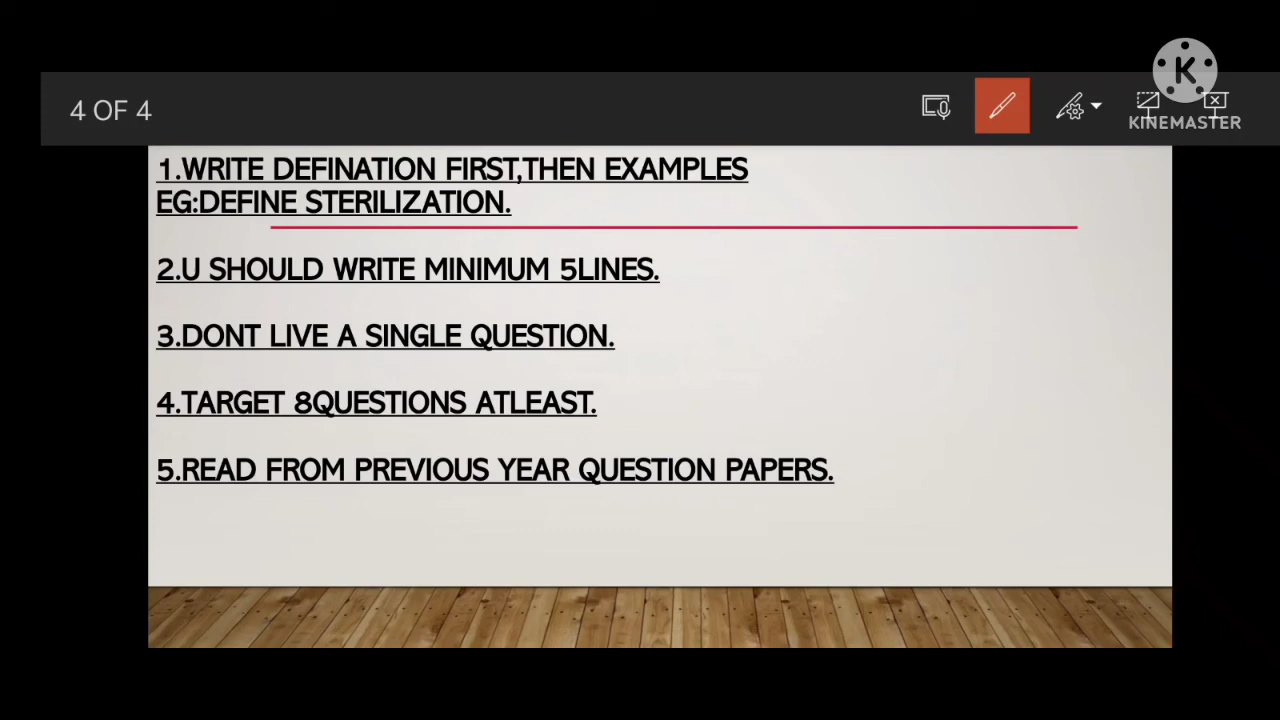 4 OF 4
K
KINEMASTER
1.WRITE DEFINATION FIRST,THEN EXAMPLES
EG:DEFINE STERILIZATION.
2.U SHOULD WRITE MINIMUM 5LINES.
3.DONT LIVE A SINGLE QUESTION.
4.TARGET 8QUESTIONS ATLEAST.
5.READ FROM PREVIOUS YEAR QUESTION PAPERS.